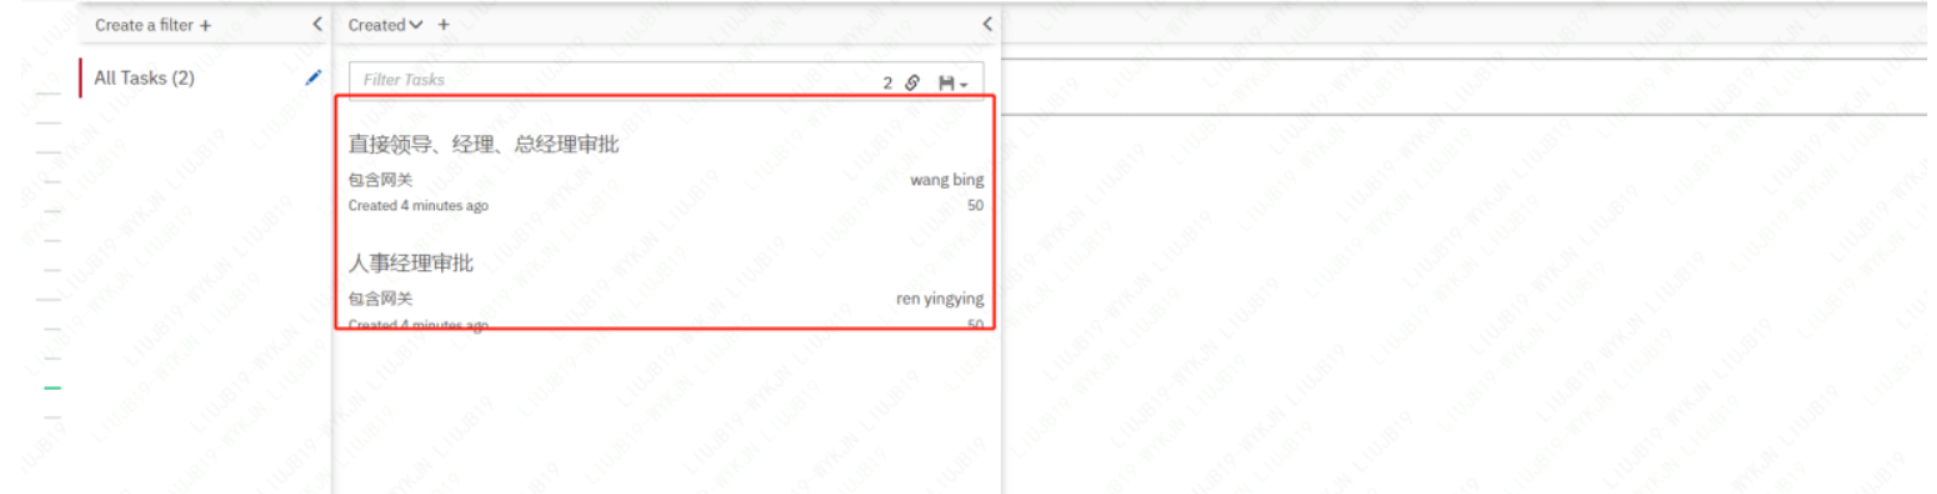 Create a filter +
Created +
All Tasks (2)
Filter Tasks 2
直接领导、经理、总经理审批
包含网关 wang bing
Created 4 minutes ago 50
人事经理审批
包含网关 ren yingying
Created 4 minutes ago 50